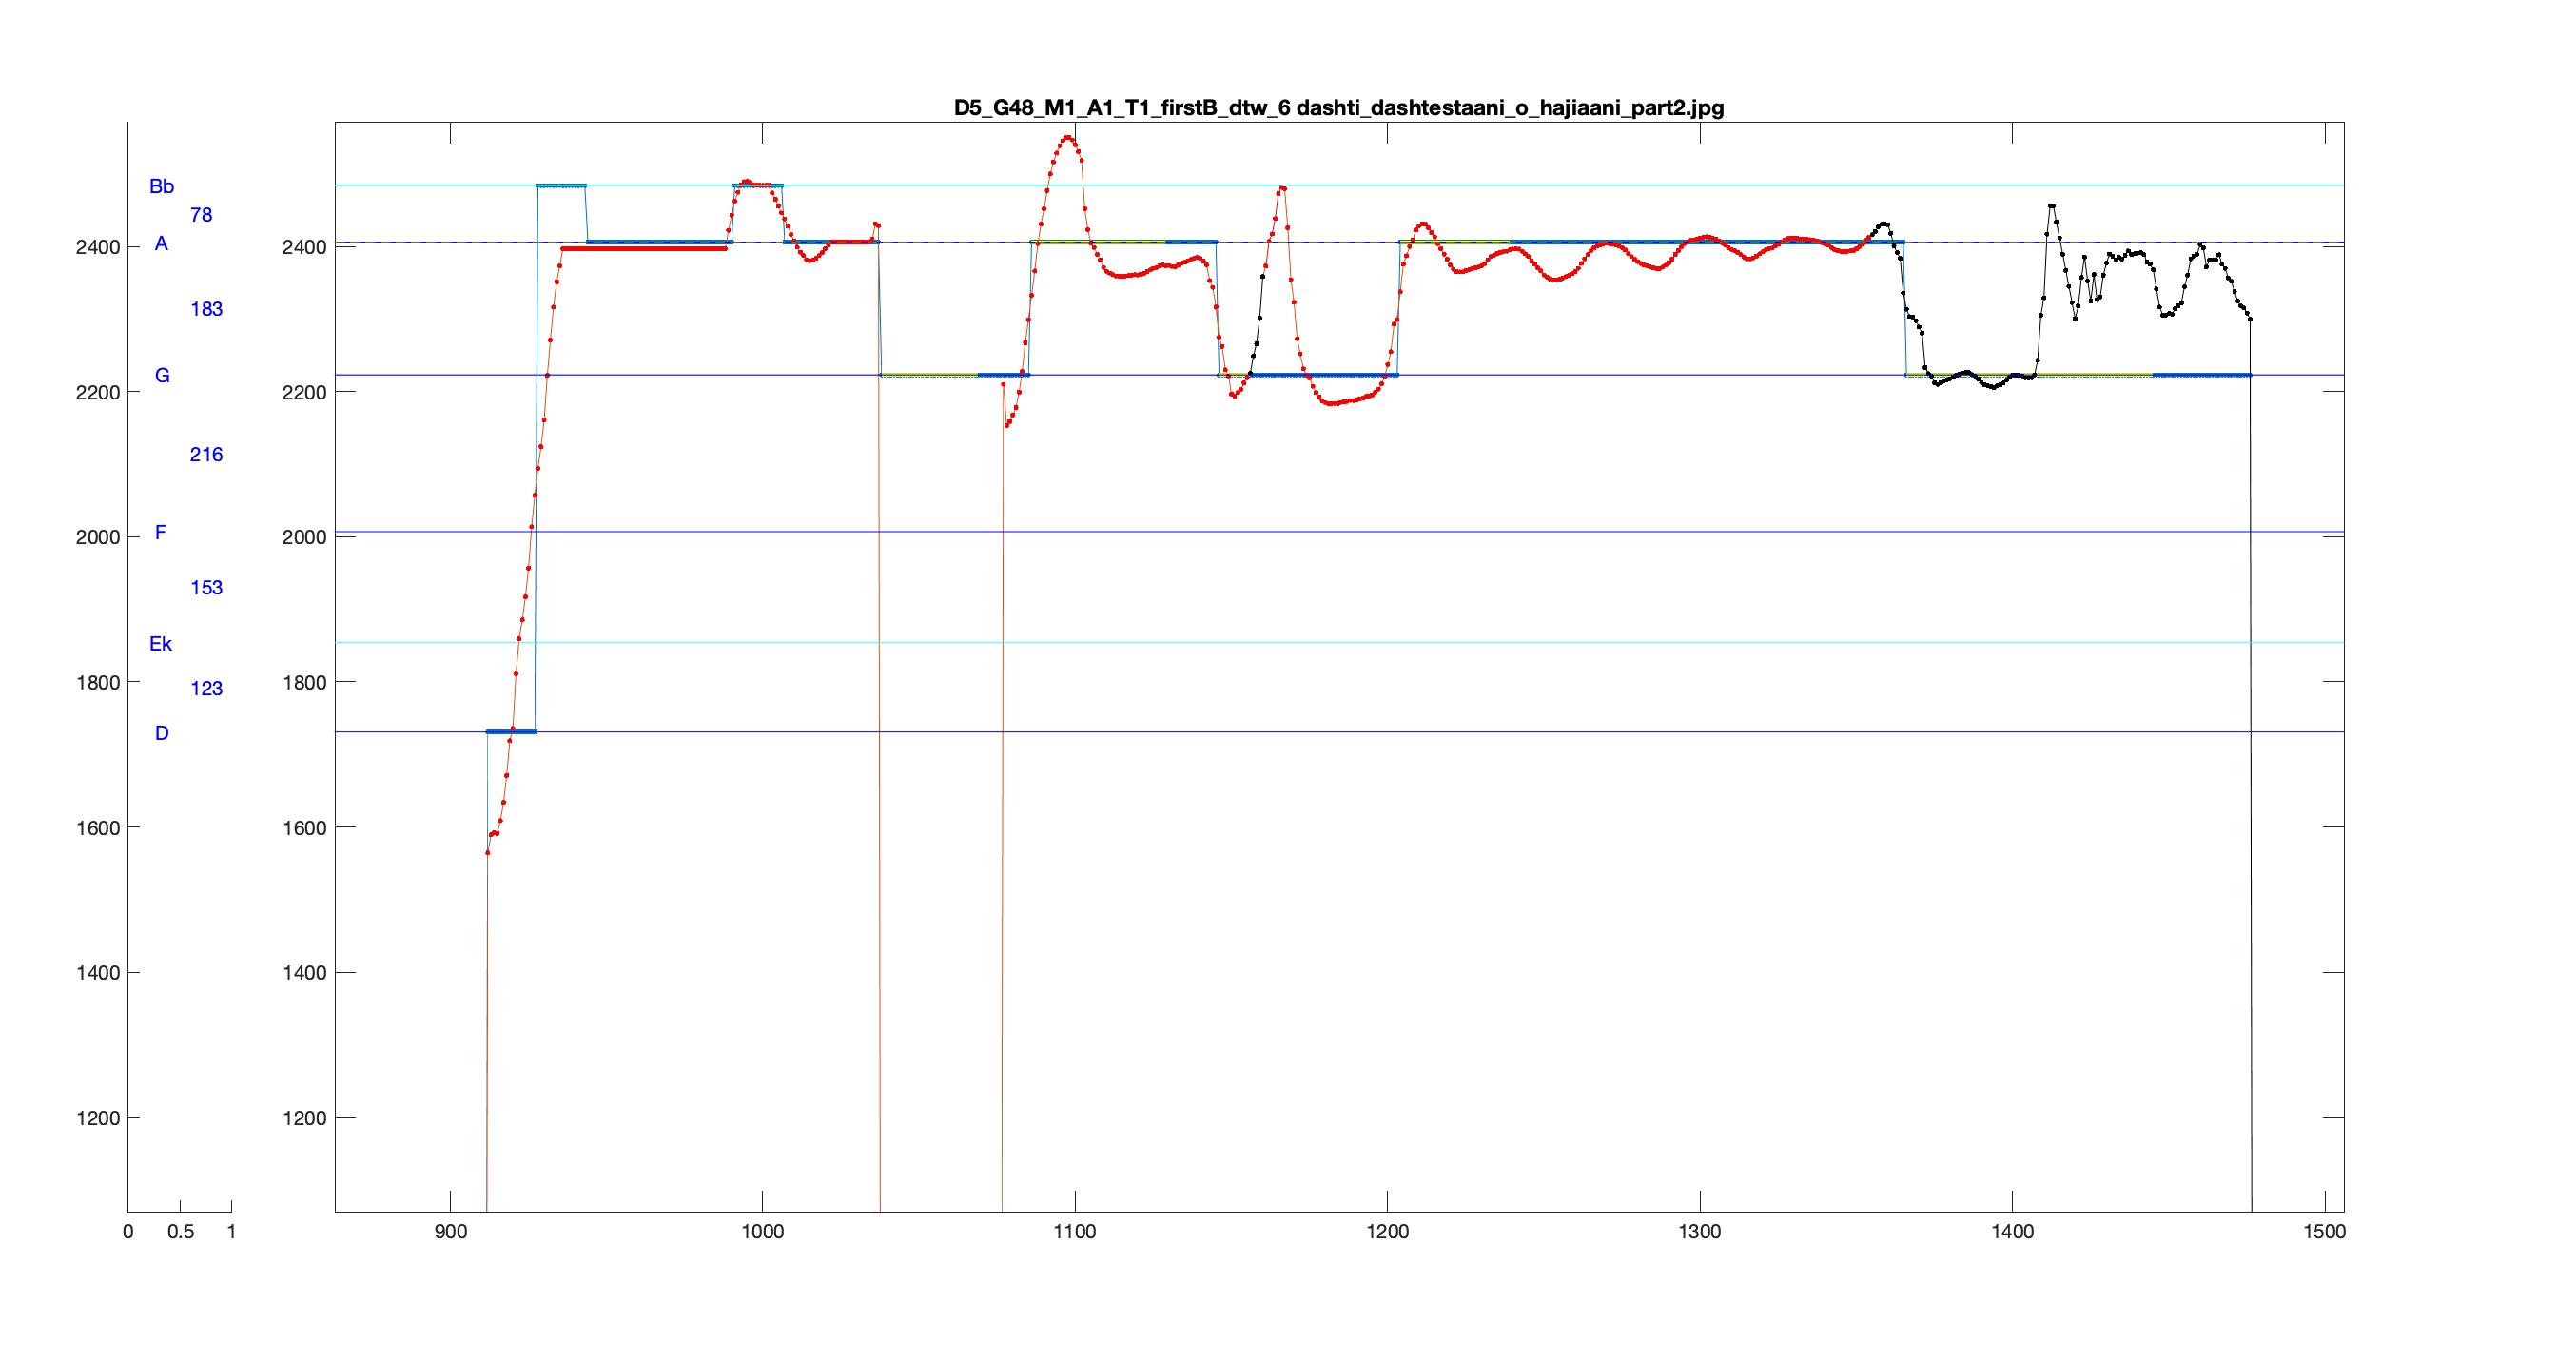 D5_G48_M1_A1_T1_firstB_dtw_6 dashti_dashtestaani_o_hajiaani_part2.jpg
Bb
78
2400 A 2400
183
G
2200 2200
216
F
2000 2000
153
Ek
1800 123 1800
D
1600 1600
1400 1400
1200 1200
0 0.5 1 900 1000 1100 1200 1300 1400 1500